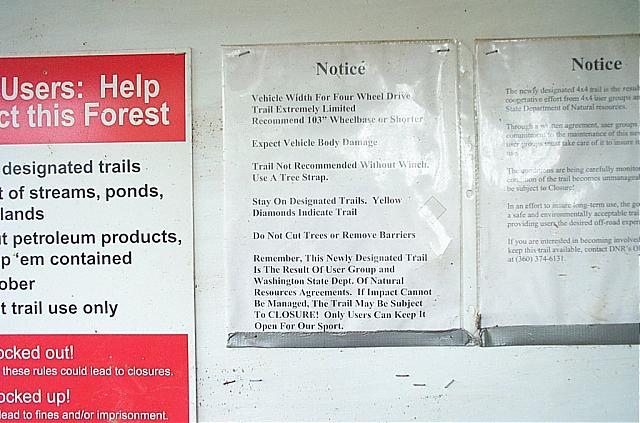 Users: Help
ct this Forest
designated trails
t of streams, ponds,
lands
t petroleum products,
p 'em contained
ober
t trail use only
ocked out!
these rules could lead to closures.
ocked up!
lead to fines and/or imprisonment.
Notice
Vehicle Width For Four Wheel Drive
Trail Extremely Limited
Recommend 103" Wheelbase or Shorter
Expect Vehicle Body Damage
Trail Not Recommended Without Winch.
Use A Tree Strap.
Stay On Designated Trails. Yellow
Diamonds Indicate Trail
Do Not Cut Trees or Remove Barriers
Remember, This Newly Designated Trail
Is The Result Of User Group and
Washington State Dept. Of Natural
Resources Agreements. If Impact Cannot
Be Managed, The Trail May Be Subject
To CLOSURE! Only Users Can Keep It
Open For Our Sport.
Notice
The newly designated 4x4 trail is the resul
cooperative effort from 4x4 user groups an
State Department of Natural resources.
Through a written agreement, user groups
commitment to the maintenance of this
user groups must take care of it to insure it
The conditions are being carefully monitor
condition of the trail becomes unmanageab
be subject to Closure!
In an effort to insure long-term use, the go
a safe and environmentally acceptable trai
providing users the desired off-road exper
If you are interested in becoming involved
keep this trail available, contact DNR's
at (360) 374-6131.